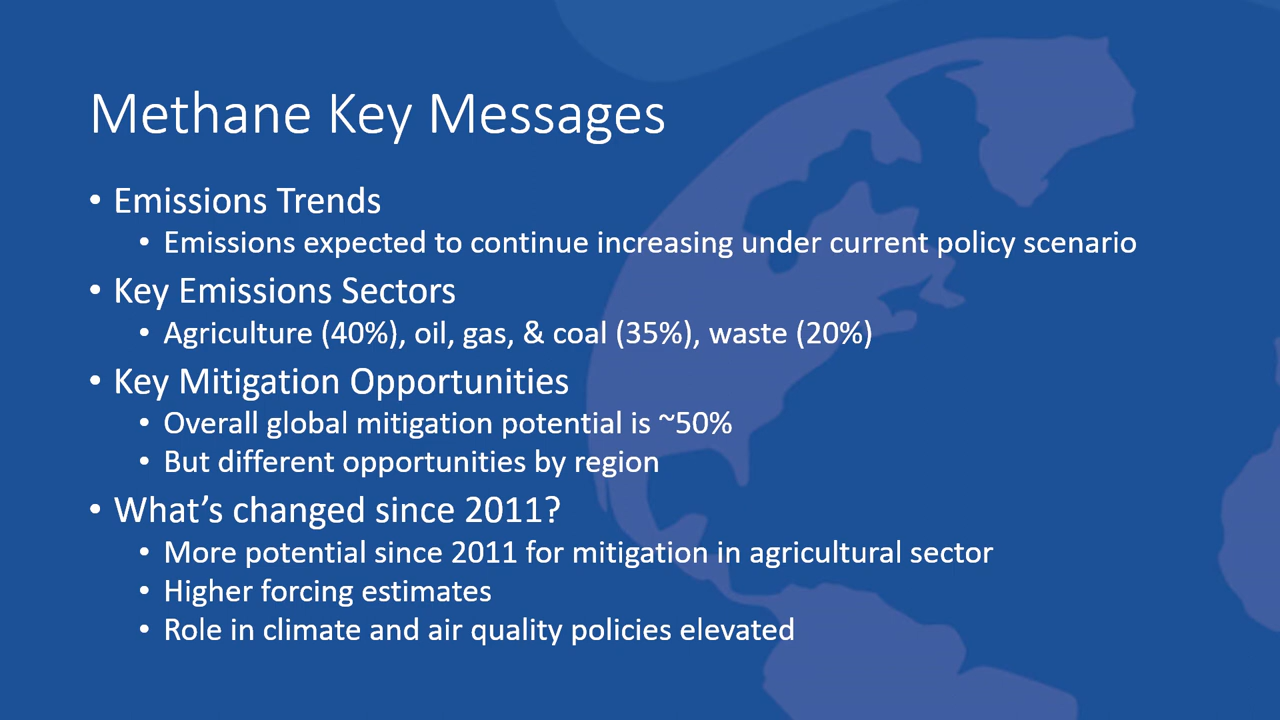 Methane Key Messages
• Emissions Trends
• Emissions expected to continue increasing under current policy scenario
• Key Emissions Sectors
• Agriculture (40%), oil, gas, & coal (35%), waste (20%)
• Key Mitigation Opportunities
• Overall global mitigation potential is ~50%
• But different opportunities by region
• What’s changed since 2011?
• More potential since 2011 for mitigation in agricultural sector
• Higher forcing estimates
• Role in climate and air quality policies elevated